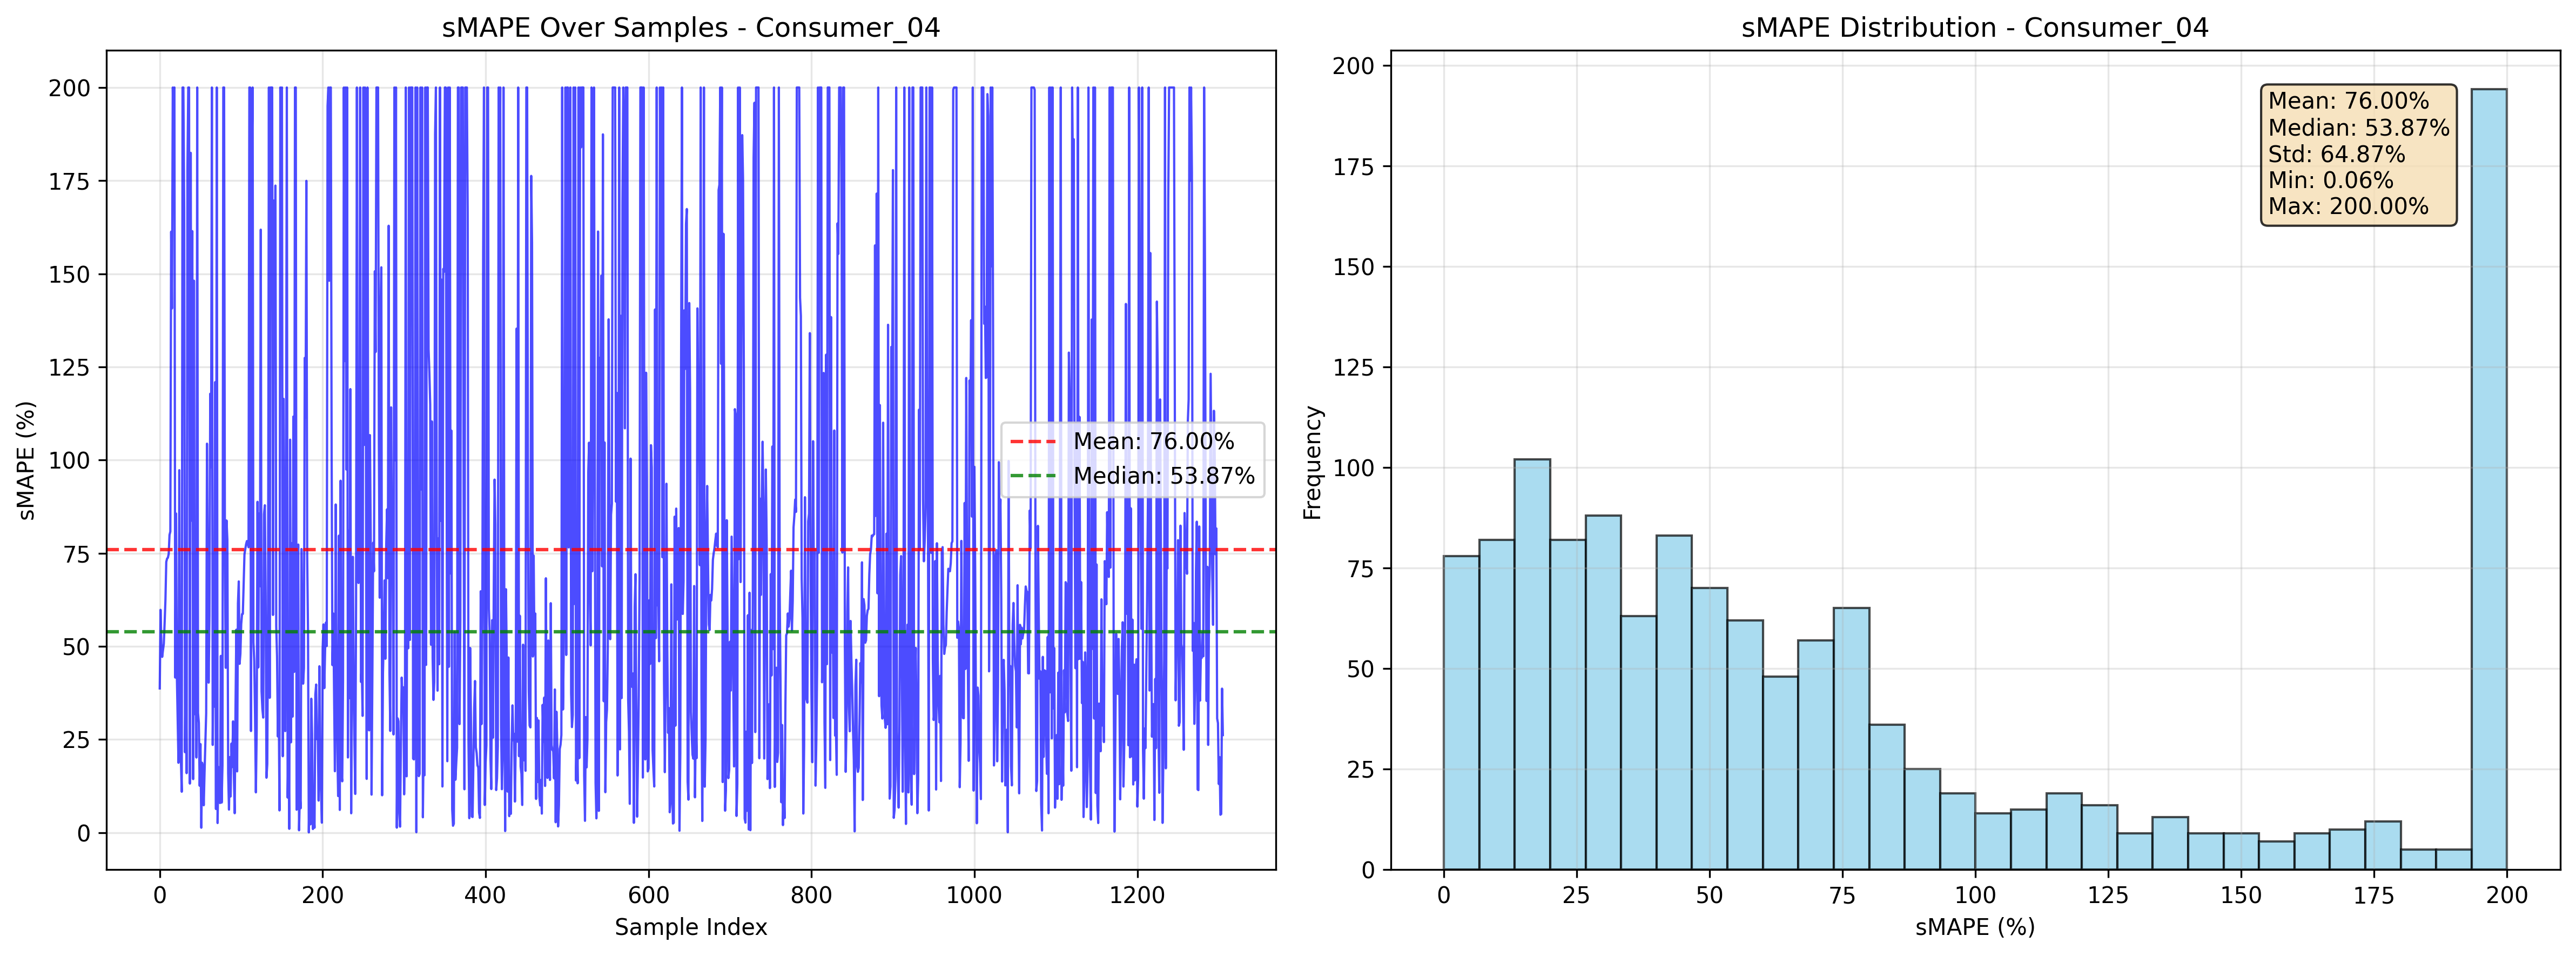 sMAPE Over Samples - Consumer_04
sMAPE (%)
200
175
150
125
100
75
50
25
0
Mean: 76.00%
Median: 53.87%
0 200 400 600 800 1000 1200
Sample Index
sMAPE Distribution - Consumer_04
Frequency
200
175
150
125
100
75
50
25
0
Mean: 76.00%
Median: 53.87%
Std: 64.87%
Min: 0.06%
Max: 200.00%
0 25 50 75 100 125 150 175 200
sMAPE (%)